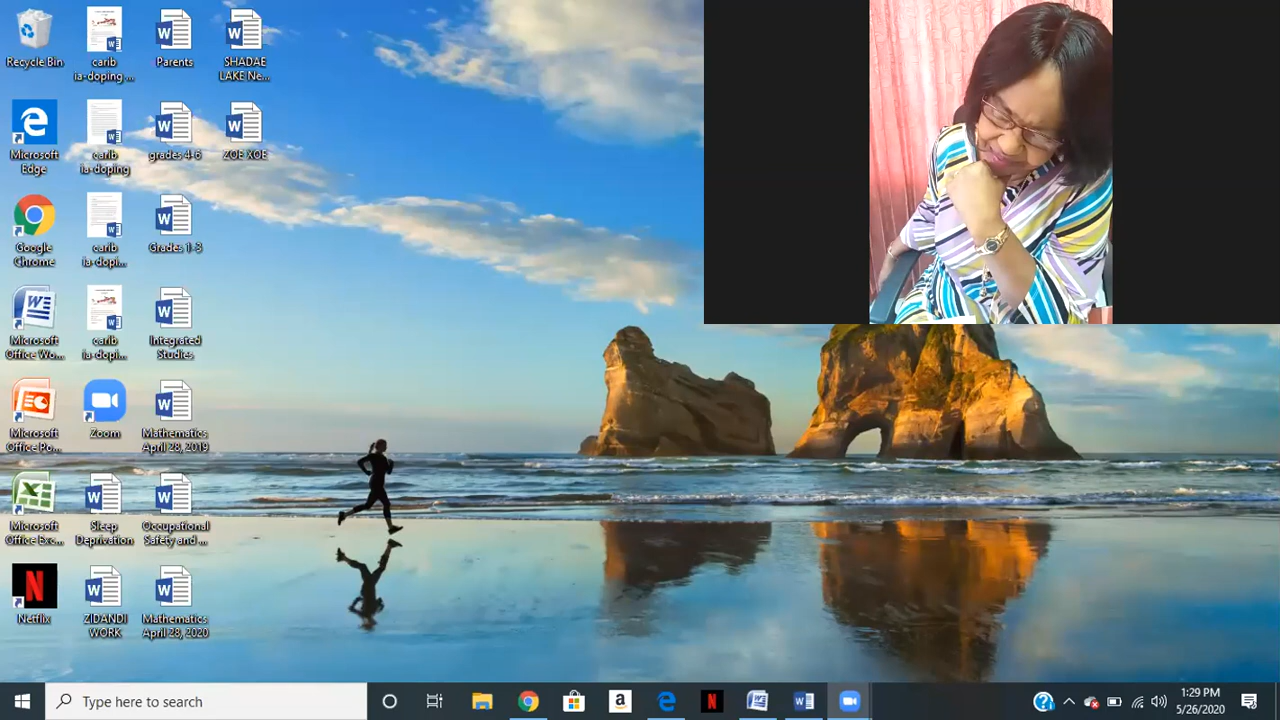 Recycle Bin
carib
ia-doping ...
Parents
SHADAE
LAKE Ne...
Microsoft
Edge
carib
ia-doping
grades 4-6
ZOE XOE
Google
Chrome
carib
ia-dopi...
Grades 1-3
Microsoft
Office Wo...
carib
ia-dopi...
Integrated
Studies
Microsoft
Office Po...
Zoom
Mathematics
April 28, 2019
Microsoft
Office Exc...
Sleep
Deprivation
Occupational
Safety and ...
Netflix
ZIDANDI
WORK
Mathematics
April 28, 2020
Type here to search
1:29 PM
5/26/2020